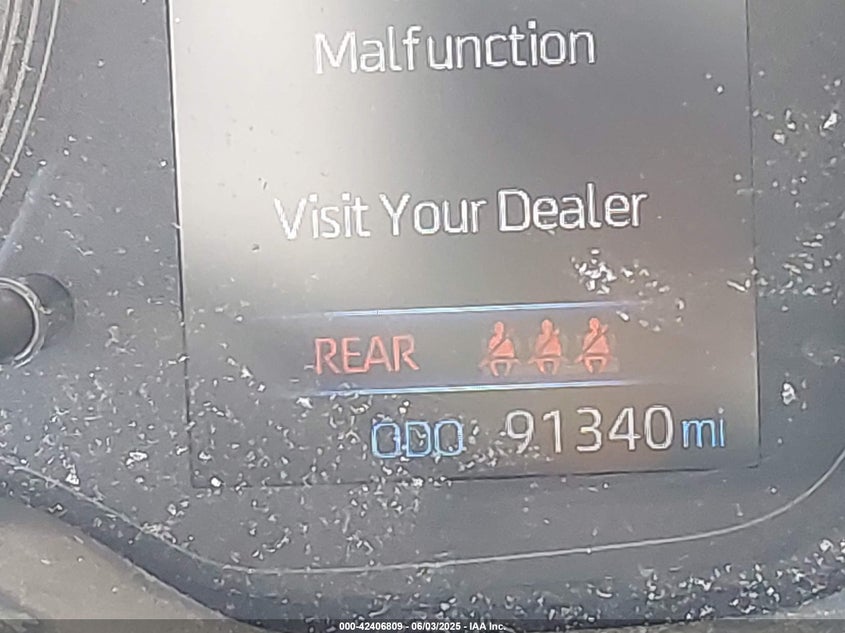 Malfunction
Visit Your Dealer
REAR
ODO 91340 mi
000-42406809 - 06/03/2025 - IAA Inc.